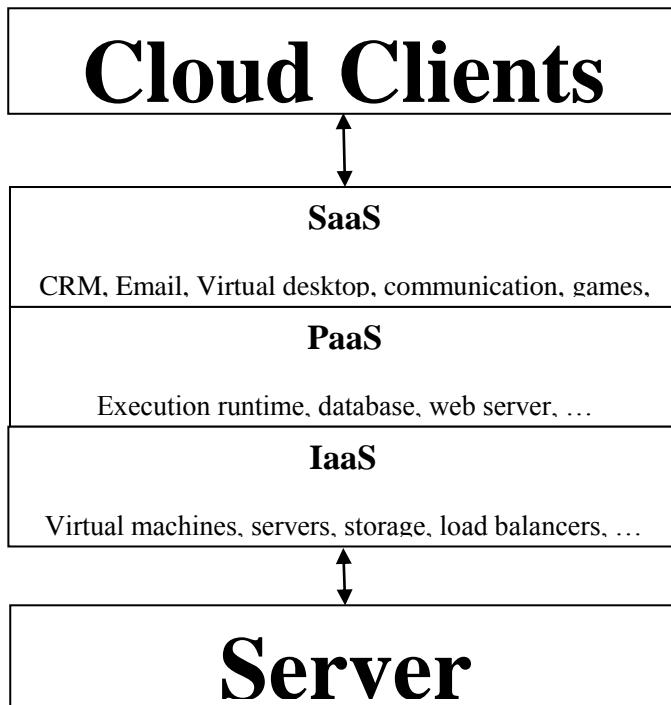 Cloud Clients
SaaS
CRM, Email, Virtual desktop, communication, games,
PaaS
Execution runtime, database, web server, …
IaaS
Virtual machines, servers, storage, load balancers, …
Server